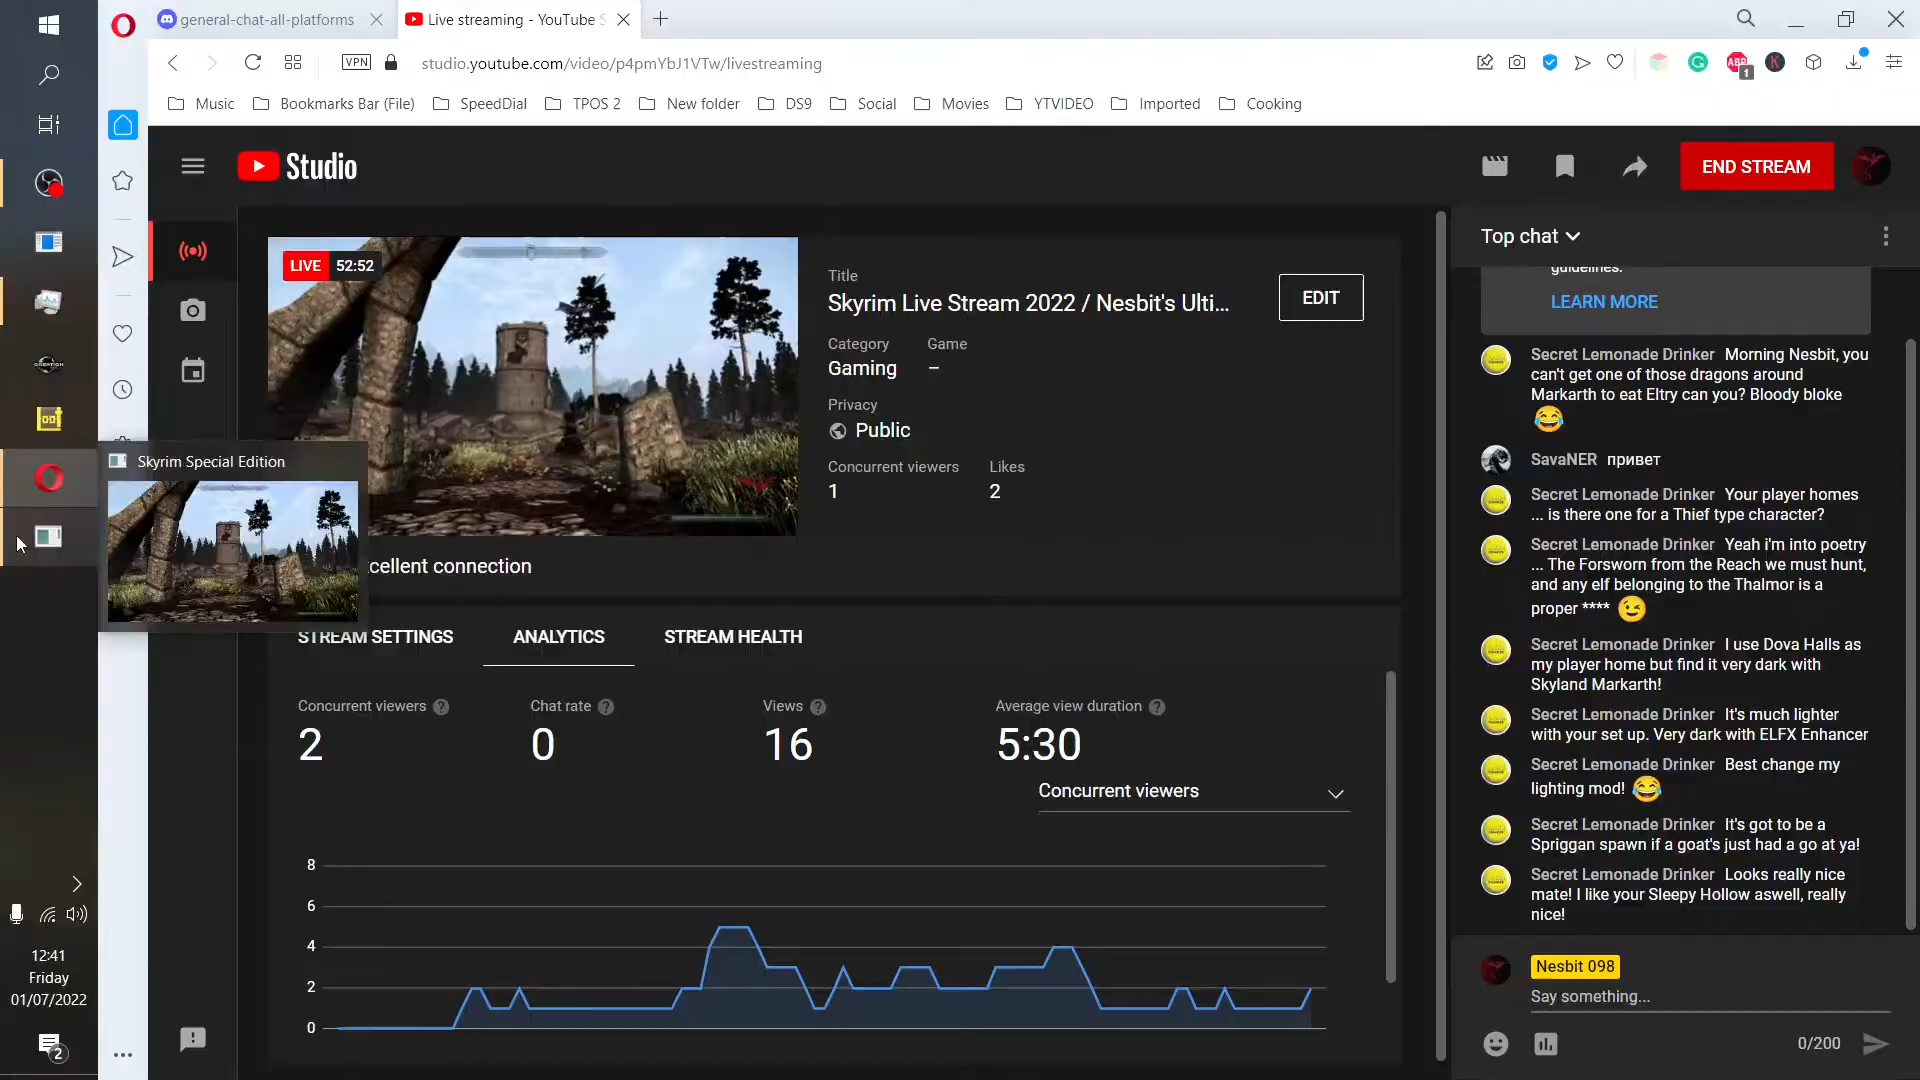 general-chat-all-platforms
Live streaming - YouTube S
VPN
studio.youtube.com/video/p4pmYbJ1VTw/livestreaming
ABP
1
K
Music
Bookmarks Bar (File)
SpeedDial
TPOS 2
New folder
DS9
Social
Movies
YTVIDEO
Imported
Cooking
Studio
END STREAM
LIVE 52:52
Title
Skyrim Live Stream 2022 / Nesbit's Ulti...
EDIT
Category
Gaming
Game
–
Privacy
Public
Concurrent viewers
1
Likes
2
cellent connection
Skyrim Special Edition
STREAM SETTINGS
ANALYTICS
STREAM HEALTH
Concurrent viewers
2
Chat rate
0
Views
16
Average view duration
5:30
Concurrent viewers
8
6
4
2
0
Top chat
guidelines.
LEARN MORE
Secret Lemonade Drinker Morning Nesbit, you
can't get one of those dragons around
Markarth to eat Eltry can you? Bloody bloke
😂
SavaNER привет
Secret Lemonade Drinker Your player homes
... is there one for a Thief type character?
Secret Lemonade Drinker Yeah i'm into poetry
... The Forsworn from the Reach we must hunt,
and any elf belonging to the Thalmor is a
proper **** 😉
Secret Lemonade Drinker I use Dova Halls as
my player home but find it very dark with
Skyland Markarth!
Secret Lemonade Drinker It's much lighter
with your set up. Very dark with ELFX Enhancer
Secret Lemonade Drinker Best change my
lighting mod! 😂
Secret Lemonade Drinker It's got to be a
Spriggan spawn if a goat's just had a go at ya!
Secret Lemonade Drinker Looks really nice
mate! I like your Sleepy Hollow aswell, really
nice!
Nesbit 098
Say something...
0/200
12:41
Friday
01/07/2022
2